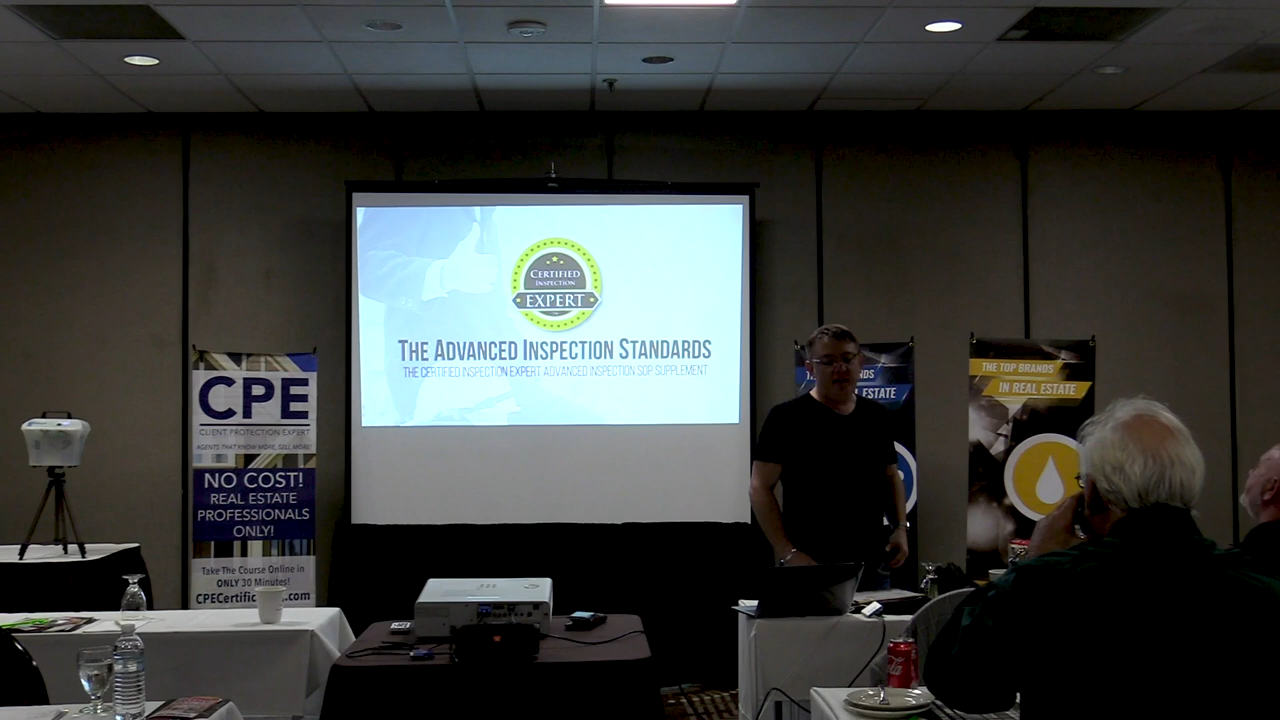 CERTIFIED
INSPECTION
EXPERT
THE ADVANCED INSPECTION STANDARDS
THE CERTIFIED INSPECTION EXPERT ADVANCED INSPECTION SOP SUPPLEMENT
CPE
CLIENT PROTECTION EXPERT
AGENTS THAT KNOW MORE, SELL MORE!
NO COST!
REAL ESTATE
PROFESSIONALS
ONLY!
Take The Course Online in
ONLY 30 Minutes!
ESTATE
THE TOP BRANDS
IN REAL ESTATE